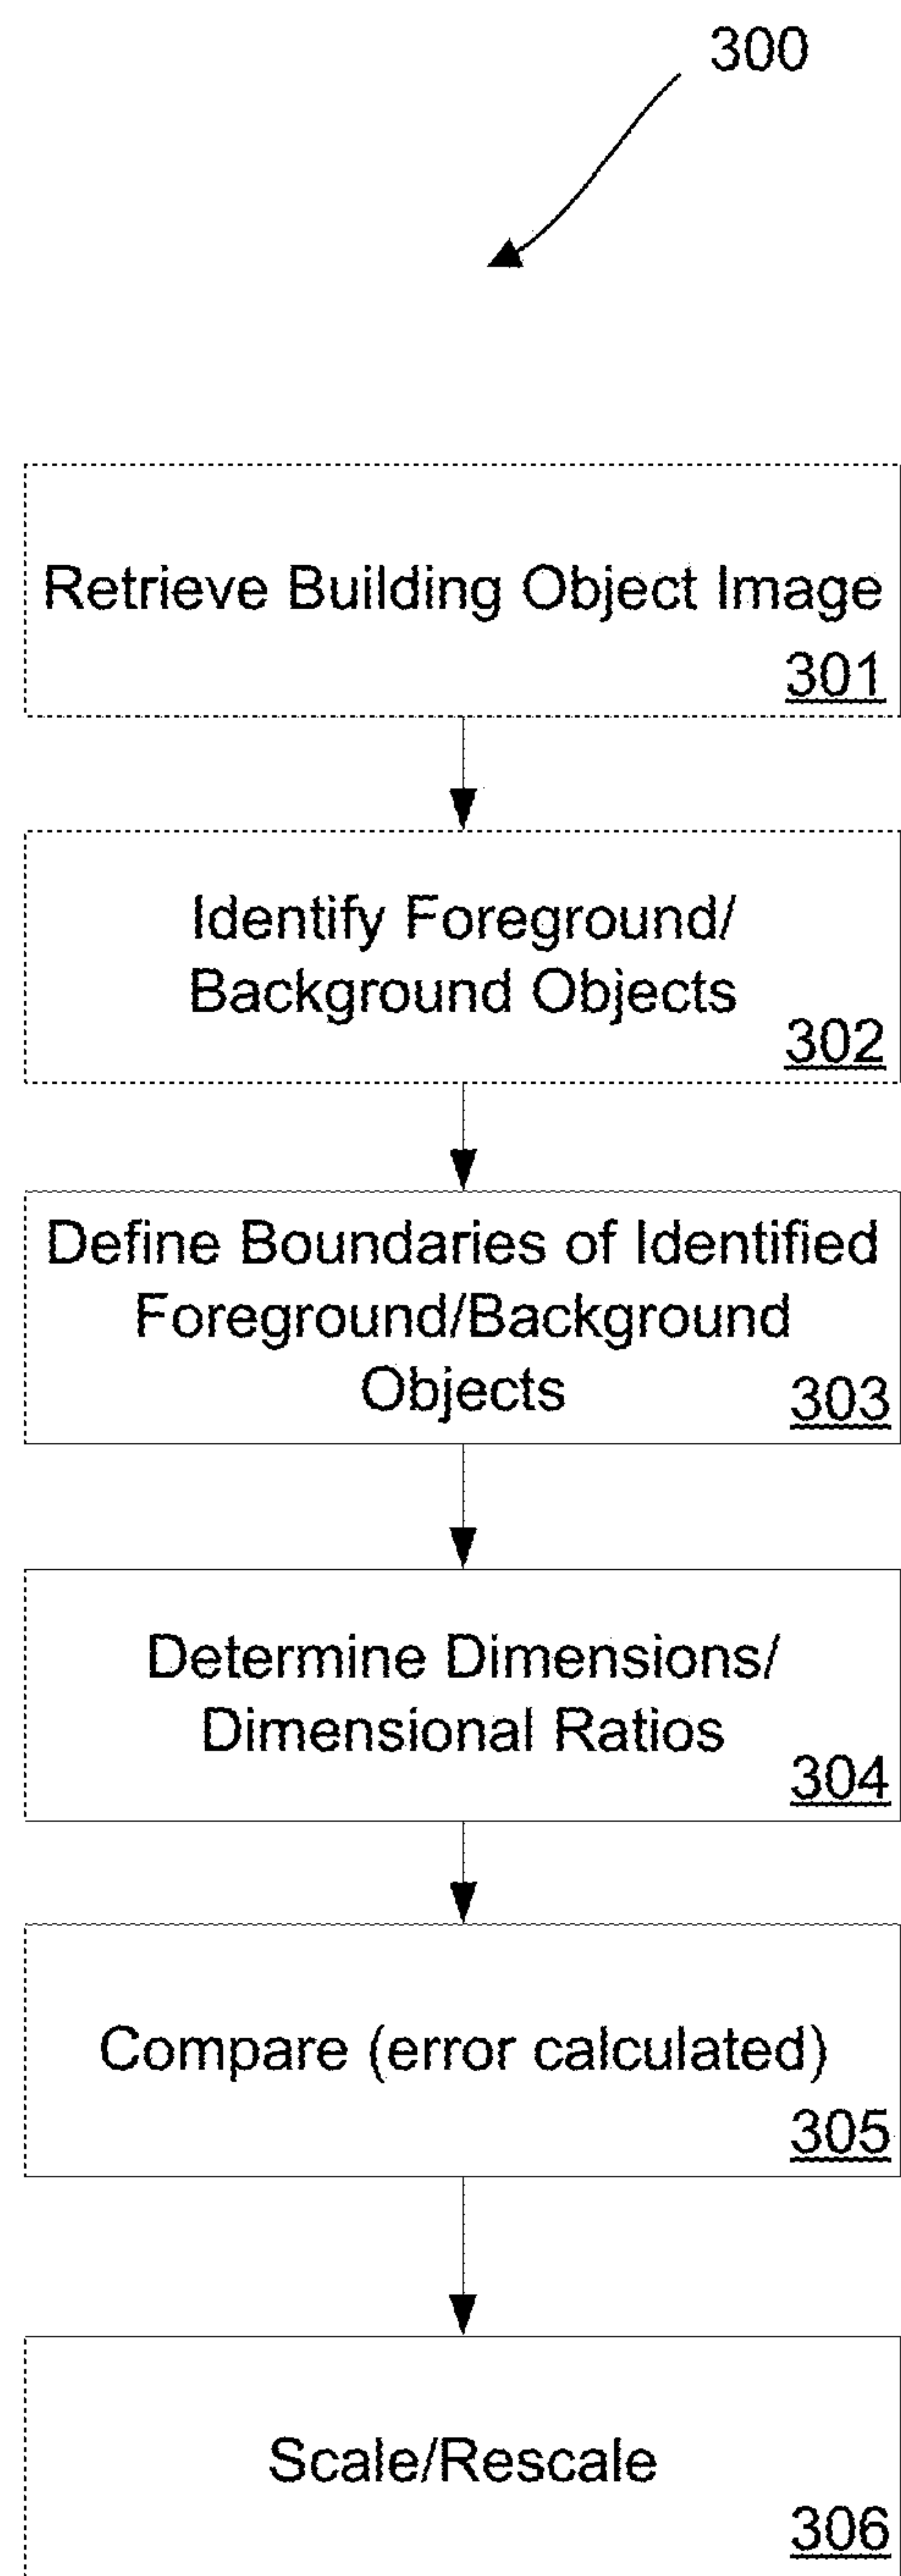 300
Retrieve Building Object Image
301
Identify Foreground/
Background Objects
302
Define Boundaries of Identified
Foreground/Background
Objects
303
Determine Dimensions/
Dimensional Ratios
304
Compare (error calculated)
305
Scale/Rescale
306